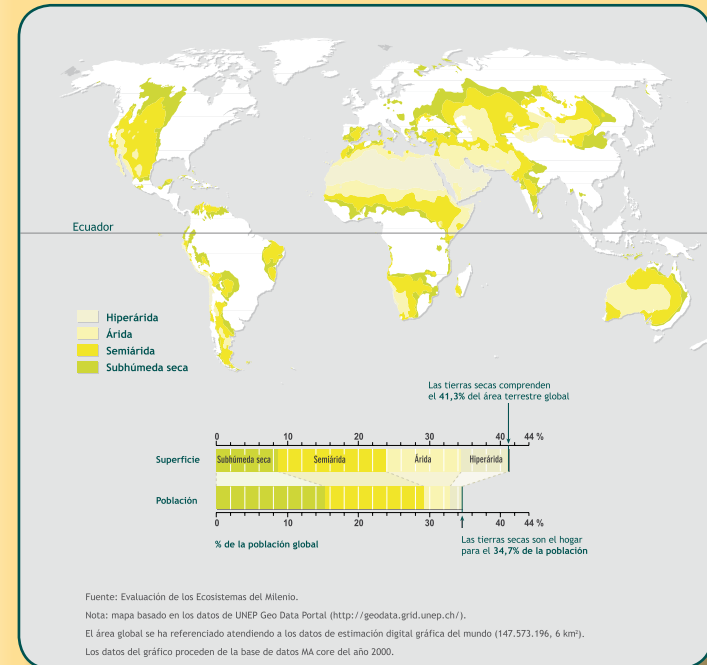 Ecuador
Hiperárida
Árida
Semiárida
Subhúmeda seca
Las tierras secas comprenden
el 41,3% del área terrestre global
0 10 20 30 40 44 %
Superficie Subhúmeda seca Semiárida Árida Hiperárida
Población
0 10 20 30 40 44 %
% de la población global
Las tierras secas son el hogar
para el 34,7% de la población
Fuente: Evaluación de los Ecosistemas del Milenio.
Nota: mapa basado en los datos de UNEP Geo Data Portal (http://geodata.grid.unep.ch/).
El área global se ha referenciado atendiendo a los datos de estimación digital gráfica del mundo (147.573.196, 6 km²).
Los datos del gráfico proceden de la base de datos MA core del año 2000.